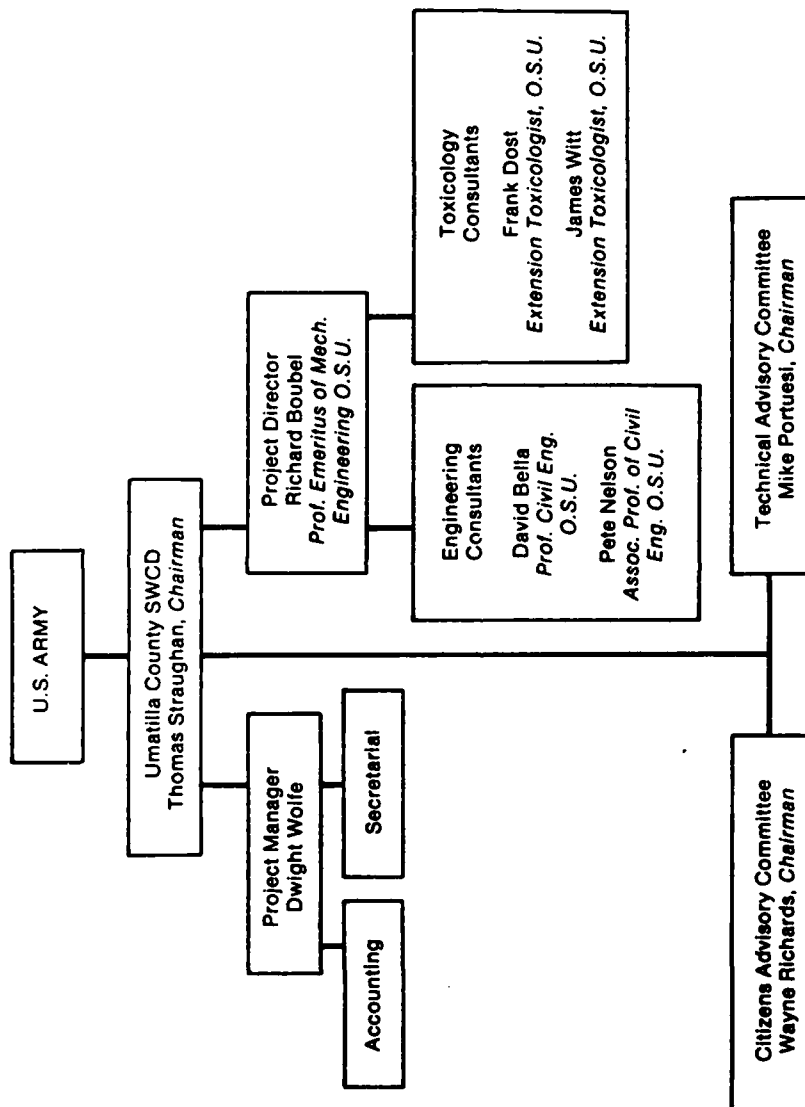 U.S. ARMY
Umatilla County SWCD
Thomas Straughan, Chairman
Project Manager
Dwight Wolfe
Accounting
Secretarial
Project Director
Richard Boubel
Prof. Emeritus of Mech.
Engineering O.S.U.
Engineering
Consultants
David Bella
Prof. Civil Eng.
O.S.U.
Pete Nelson
Assoc. Prof. of Civil
Eng. O.S.U.
Toxicology
Consultants
Frank Dost
Extension Toxicologist, O.S.U.
James Witt
Extension Toxicologist, O.S.U.
Citizens Advisory Committee
Wayne Richards, Chairman
Technical Advisory Committee
Mike Portuesi, Chairman